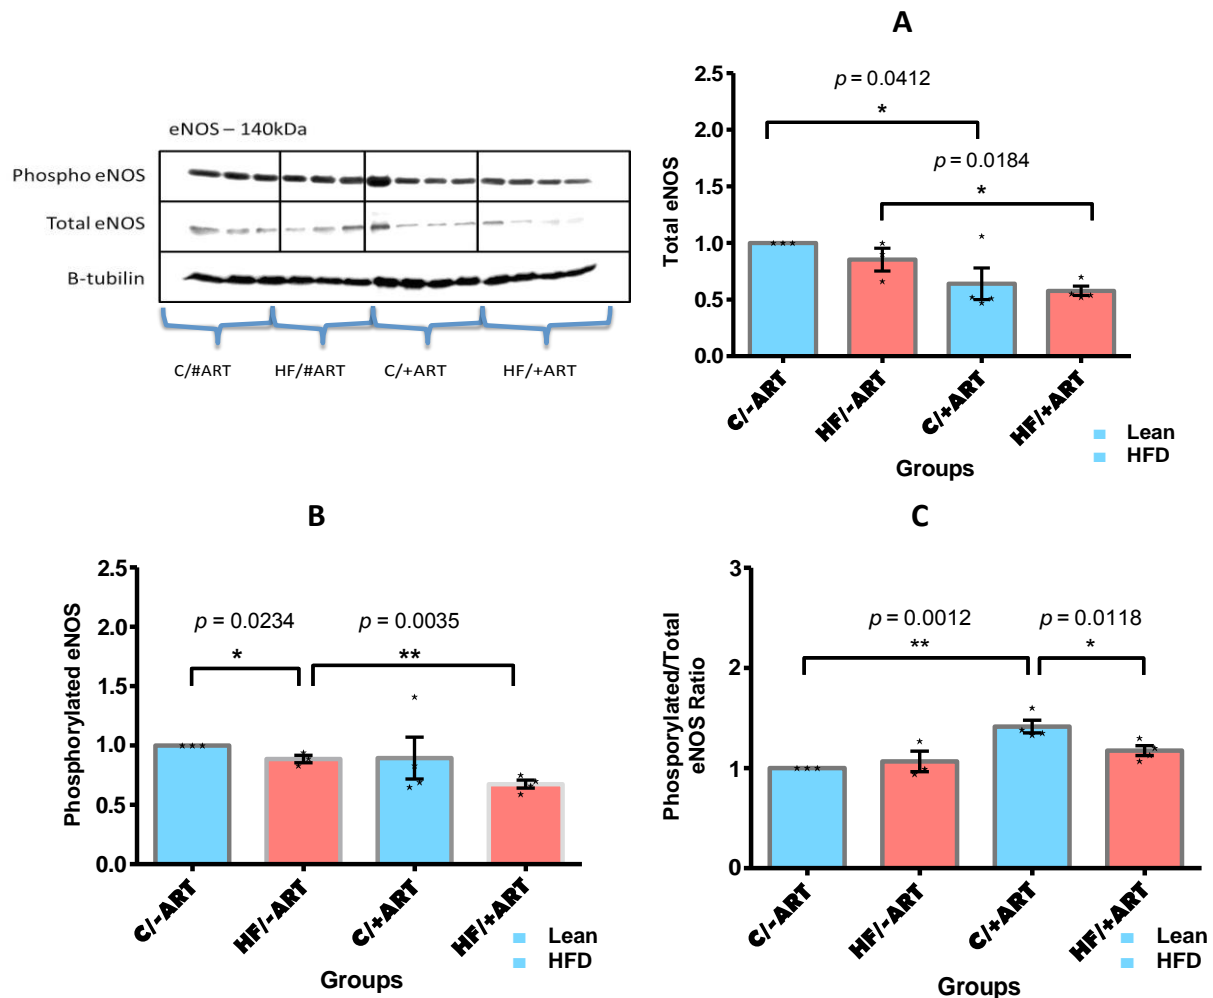 eNOS – 140kDa
Phospho eNOS
Total eNOS
B-tubilin
C/#ART HF/#ART C/+ART HF/+ART
A
2.5
2.0
1.5
1.0
0.5
0.0
Total eNOS
p = 0.0412
*
p = 0.0184
*
C/-ART HF/-ART C/+ART HF/+ART
Groups
Lean
HFD
B
2.5
2.0
1.5
1.0
0.5
0.0
Phosphorylated eNOS
p = 0.0234
*
p = 0.0035
**
C/-ART HF/-ART C/+ART HF/+ART
Groups
Lean
HFD
C
3
2
1
0
Phosporylated/Total
eNOS Ratio
p = 0.0012
**
p = 0.0118
*
C/-ART HF/-ART C/+ART HF/+ART
Groups
Lean
HFD